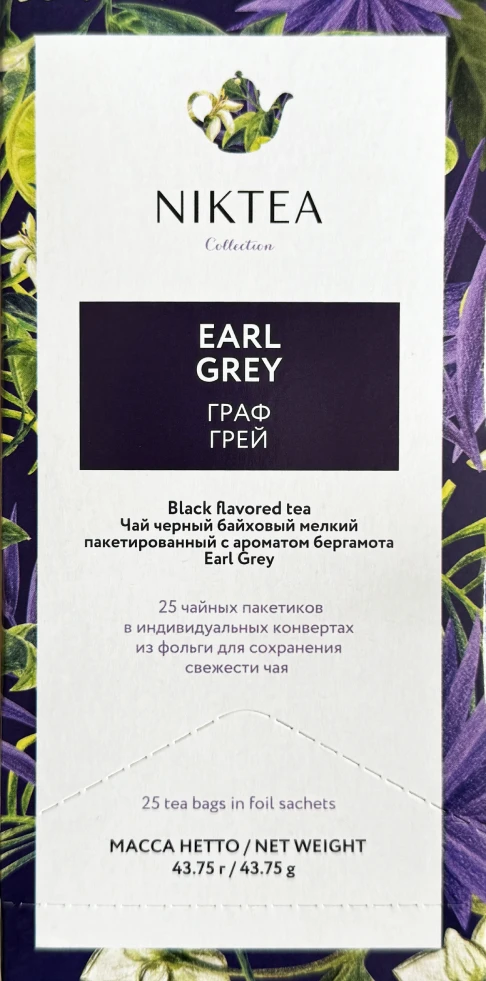 NIKTEA
Collection
EARL
GREY
ГРАФ
ГРЕЙ
Black flavored tea
Чай черный байховый мелкий
пакетированный с ароматом бергамота
Earl Grey
25 чайных пакетиков
в индивидуальных конвертах
из фольги для сохранения
свежести чая
25 tea bags in foil sachets
МАССА НЕТТО / NET WEIGHT
43.75 г / 43.75 g